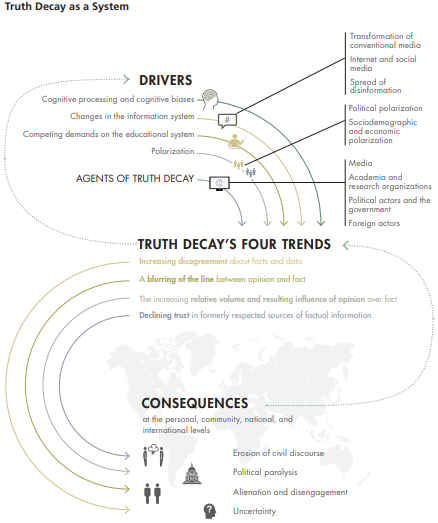 Truth Decay as a System
Transformation of
conventional media
Internet and social
media
Spread of
disinformation
DRIVERS
Cognitive processing and cognitive biases
Changes in the information system
#
Competing demands on the educational system
Polarization
Political polarization
Sociodemographic
and economic
polarization
AGENTS OF TRUTH DECAY
Media
Academia and
research organizations
Political actors and the
government
Foreign actors
TRUTH DECAY'S FOUR TRENDS
Increasing disagreement about facts and data
A blurring of the line between opinion and fact
The increasing relative volume and resulting influence of opinion over fact
Declining trust in formerly respected sources of factual information
CONSEQUENCES
at the personal, community, national, and
international levels
Erosion of civil discourse
Political paralysis
Alienation and disengagement
?
Uncertainty